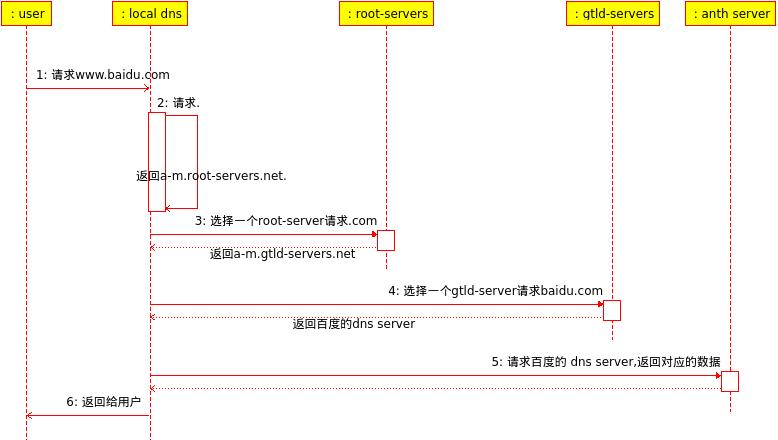 : user
: local dns
: root-servers
: gtld-servers
: anth server
1: 请求www.baidu.com
2: 请求.
返回a-m.root-servers.net.
3: 选择一个root-server请求.com
返回a-m.gtld-servers.net
4: 选择一个gtld-server请求baidu.com
返回百度的dns server
5: 请求百度的 dns server,返回对应的数据
6: 返回给用户